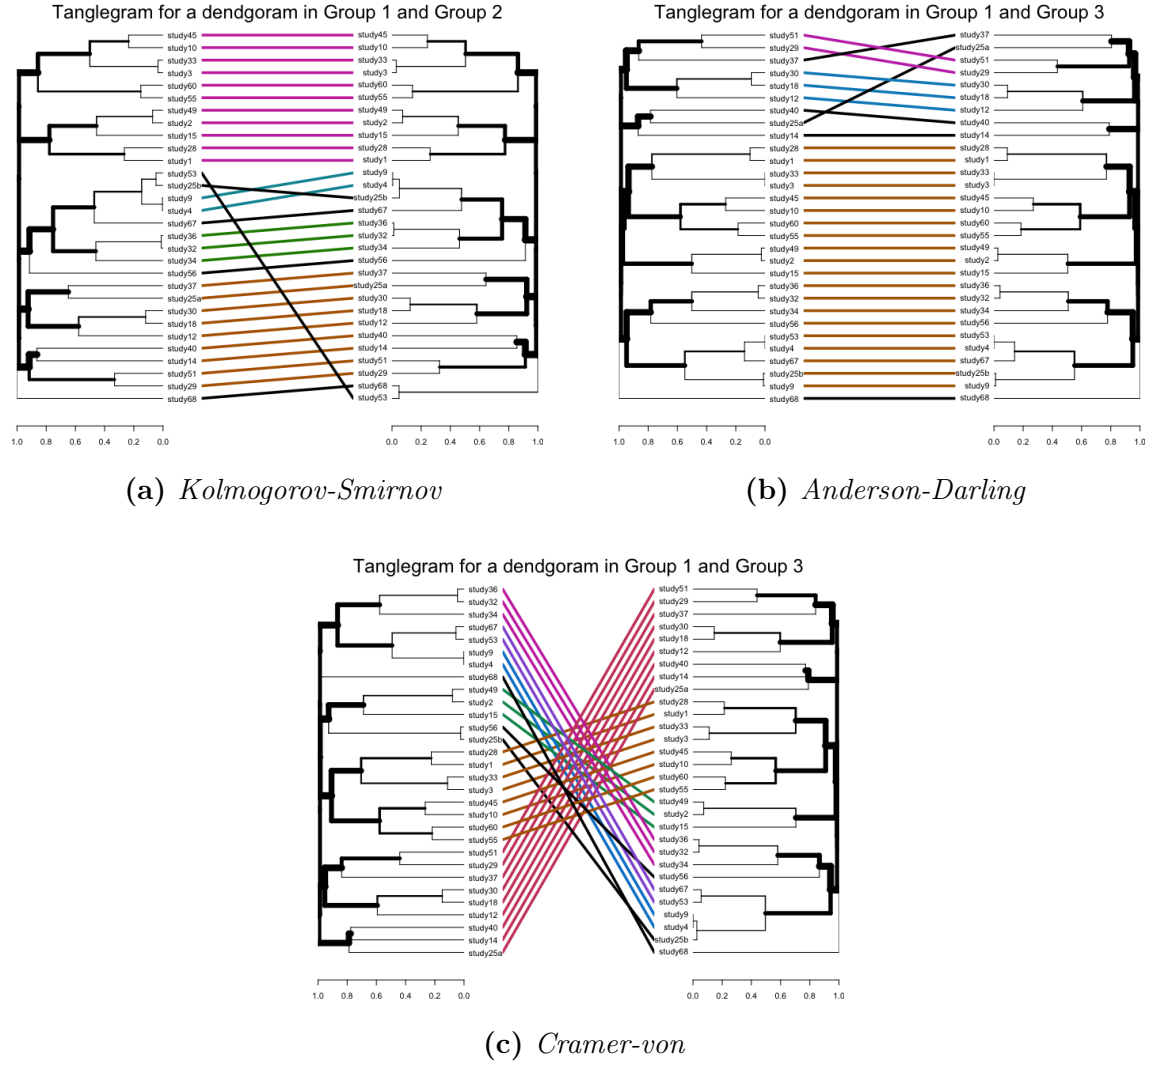 Tanglegram for a dendgoram in Group 1 and Group 2
study45 study45
study10 study10
study33 study33
study3 study3
study60 study60
study55 study55
study49 study49
study2 study2
study15 study15
study28 study28
study1 study1
study53 study9
study25b study4
study9 study25b
study4 study67
study67 study36
study36 study32
study32 study34
study34 study56
study56 study37
study37 study25a
study25a study30
study30 study18
study18 study12
study12 study40
study40 study14
study14 study51
study51 study29
study29 study68
study68 study53
1.0 0.8 0.6 0.4 0.2 0.0 0.0 0.2 0.4 0.6 0.8 1.0
(a) Kolmogorov-Smirnov
Tanglegram for a dendgoram in Group 1 and Group 3
study51 study37
study29 study25a
study37 study51
study30 study29
study18 study30
study12 study18
study40 study12
study25a study40
study14 study14
study28 study28
study1 study1
study33 study33
study3 study3
study45 study45
study10 study10
study60 study60
study55 study55
study49 study49
study2 study2
study15 study15
study36 study36
study32 study32
study34 study34
study56 study56
study53 study53
study4 study4
study67 study67
study25b study25b
study9 study9
study68 study68
1.0 0.8 0.6 0.4 0.2 0.0 0.0 0.2 0.4 0.6 0.8 1.0
(b) Anderson-Darling
Tanglegram for a dendgoram in Group 1 and Group 3
study36 study51
study32 study29
study34 study37
study67 study30
study53 study18
study9 study12
study4 study40
study68 study14
study49 study25a
study2 study28
study15 study1
study56 study33
study25b study3
study28 study45
study1 study10
study33 study60
study3 study55
study45 study49
study10 study2
study60 study15
study55 study36
study51 study32
study29 study34
study37 study56
study30 study67
study18 study53
study12 study9
study40 study4
study14 study25b
study25a study68
1.0 0.8 0.6 0.4 0.2 0.0 0.0 0.2 0.4 0.6 0.8 1.0
(c) Cramer-von